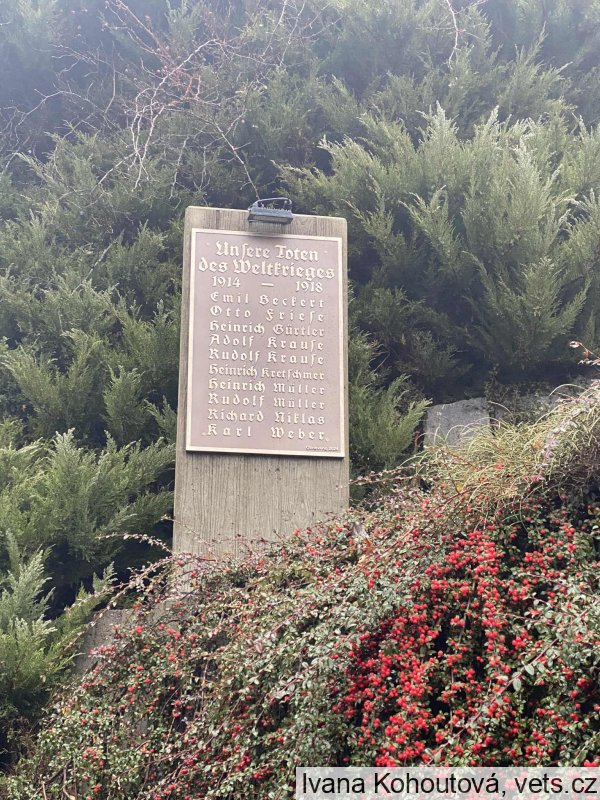 Unſere Toten
des Weltkrieges
1914 — 1918
Emil Beckert
Otto Frieſe
Heinrich Gürtler
Adolf Krauſe
Rudolf Krauſe
Heinrich Kretſchmer
Heinrich Müller
Rudolf Müller
Richard Niklas
Karl Weber
Ivana Kohoutová, vets.cz